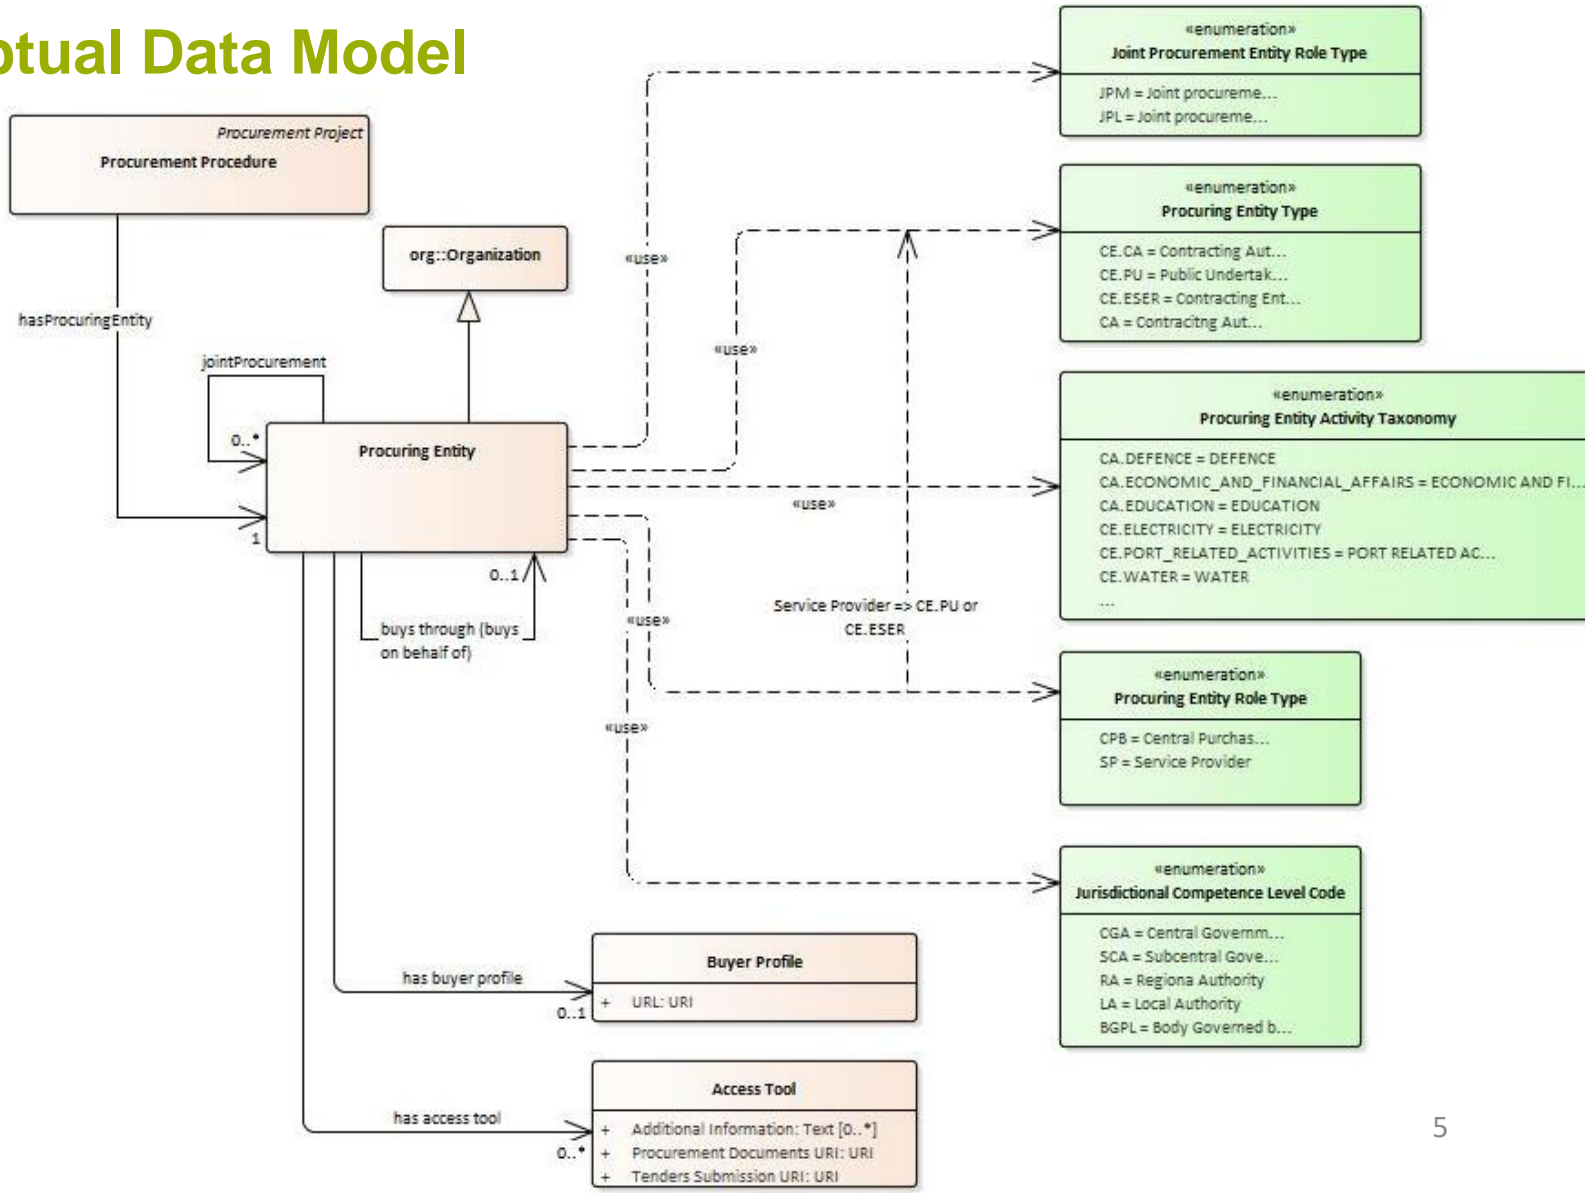 ptual Data Model
Procurement Project
Procurement Procedure
hasProcuringEntity
org::Organization
jointProcurement
0..*
1
Procuring Entity
0..1
buys through (buys
on behalf of)
«use»
«use»
«use»
«use»
«use»
Service Provider => CE.PU or
CE.ESER
«enumeration»
Joint Procurement Entity Role Type
JPM = Joint procureme...
JPL = Joint procureme...
«enumeration»
Procuring Entity Type
CE.CA = Contracting Aut...
CE.PU = Public Undertak...
CE.ESER = Contracting Ent...
CA = Contracitng Aut...
«enumeration»
Procuring Entity Activity Taxonomy
CA.DEFENCE = DEFENCE
CA.ECONOMIC_AND_FINANCIAL_AFFAIRS = ECONOMIC AND FI...
CA.EDUCATION = EDUCATION
CE.ELECTRICITY = ELECTRICITY
CE.PORT_RELATED_ACTIVITIES = PORT RELATED AC...
CE.WATER = WATER
...
«enumeration»
Procuring Entity Role Type
CPB = Central Purchas...
SP = Service Provider
«enumeration»
Jurisdictional Competence Level Code
CGA = Central Governm...
SCA = Subcentral Gove...
RA = Regiona Authority
LA = Local Authority
BGPL = Body Governed b...
has buyer profile
0..1
Buyer Profile
+ URL: URI
has access tool
0..*
Access Tool
+ Additional Information: Text [0..*]
+ Procurement Documents URI: URI
+ Tenders Submission URI: URI
5